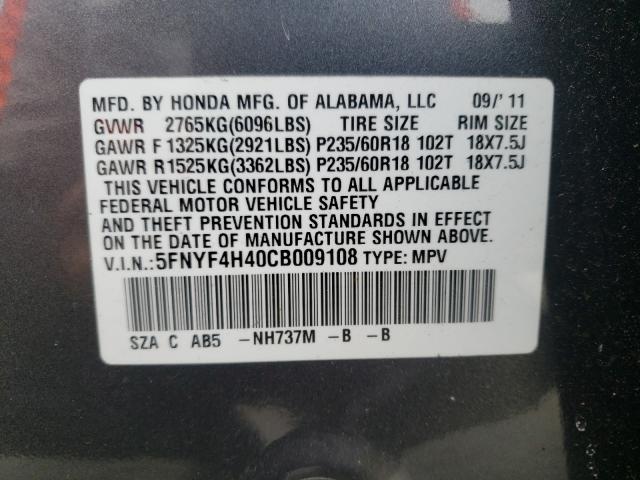 MFD. BY HONDA MFG. OF ALABAMA, LLC 09/'11
GVWR 2765KG(6096LBS) TIRE SIZE RIM SIZE
GAWR F 1325KG(2921LBS) P235/60R18 102T 18X7.5J
GAWR R 1525KG(3362LBS) P235/60R18 102T 18X7.5J
THIS VEHICLE CONFORMS TO ALL APPLICABLE
FEDERAL MOTOR VEHICLE SAFETY
AND THEFT PREVENTION STANDARDS IN EFFECT
ON THE DATE OF MANUFACTURE SHOWN ABOVE.
V.I.N.:5FNYF4H40CB009108 TYPE: MPV
SZA C AB5 -NH737M -B -B